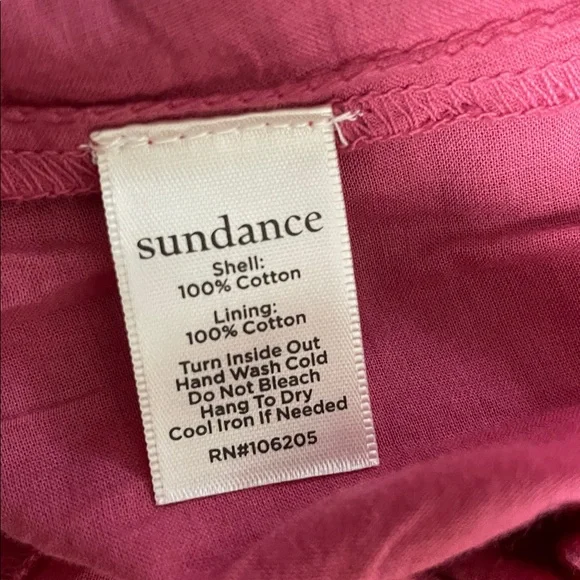 sundance
Shell:
100% Cotton
Lining:
100% Cotton
Turn Inside Out
Hand Wash Cold
Do Not Bleach
Hang To Dry
Cool Iron If Needed
RN#106205